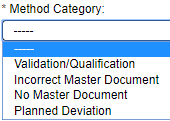 * Method Category:
-----
-----
Validation/Qualification
Incorrect Master Document
No Master Document
Planned Deviation